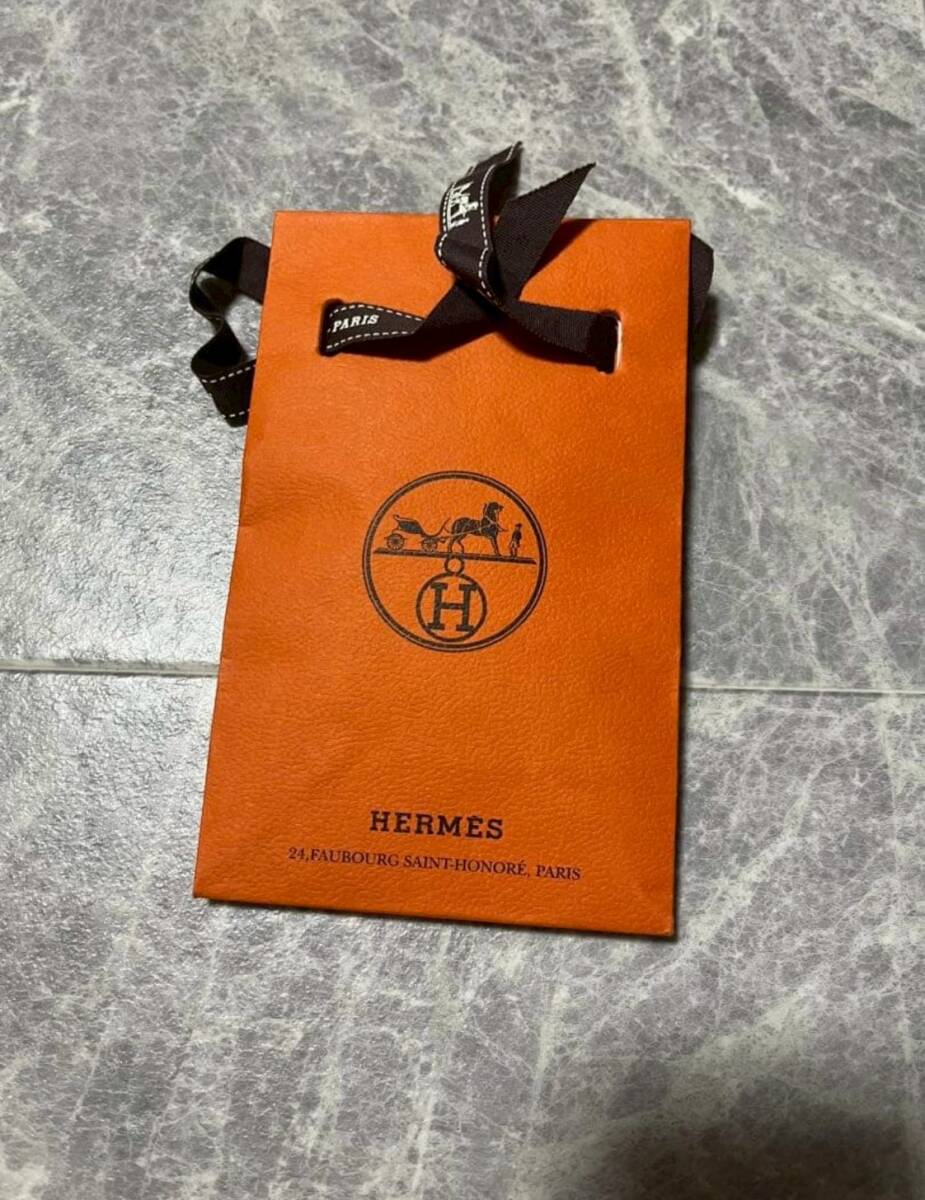 PARIS
H
HERMÈS
24,FAUBOURG SAINT-HONORÉ, PARIS